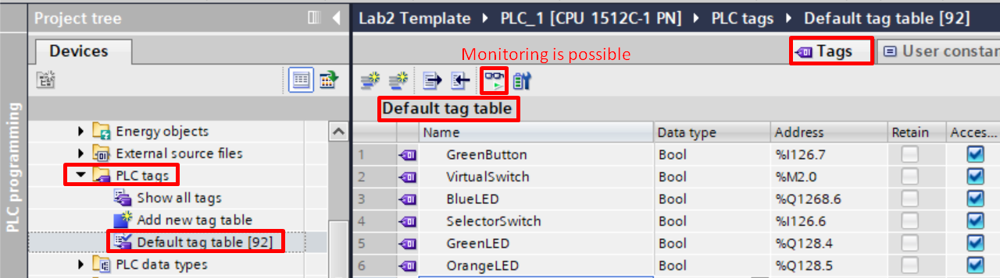 Project tree
Lab2 Template PLC_1 [CPU 1512C-1 PN] PLC tags Default tag table [92]
Devices
Monitoring is possible
Tags
User constan
Default tag table
PLC programming
Energy objects
External source files
PLC tags
Show all tags
Add new tag table
Default tag table [92]
PLC data types
Name Data type Address Retain Acces...
1 GreenButton Bool %I126.7
2 VirtualSwitch Bool %M2.0
3 BlueLED Bool %Q1268.6
4 SelectorSwitch Bool %I126.6
5 GreenLED Bool %Q128.4
6 OrangeLED Bool %Q128.5